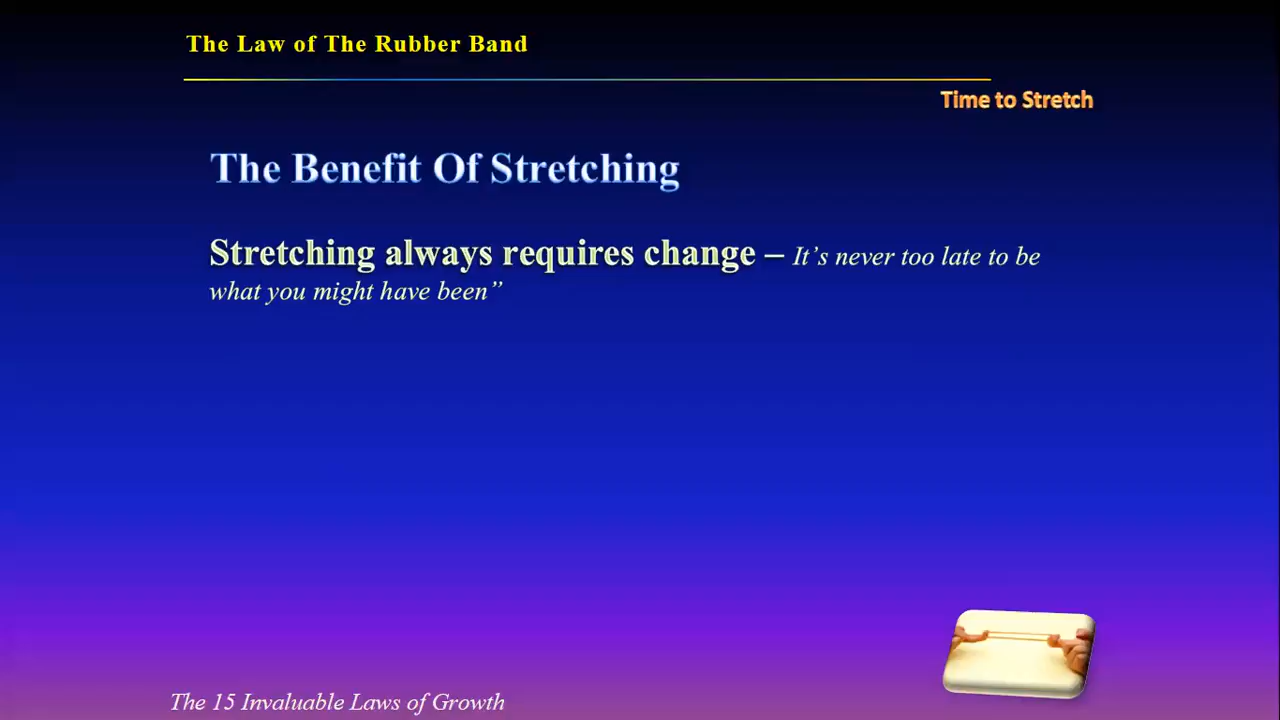 The Law of The Rubber Band
Time to Stretch
The Benefit Of Stretching
Stretching always requires change – It’s never too late to be
what you might have been”
The 15 Invaluable Laws of Growth